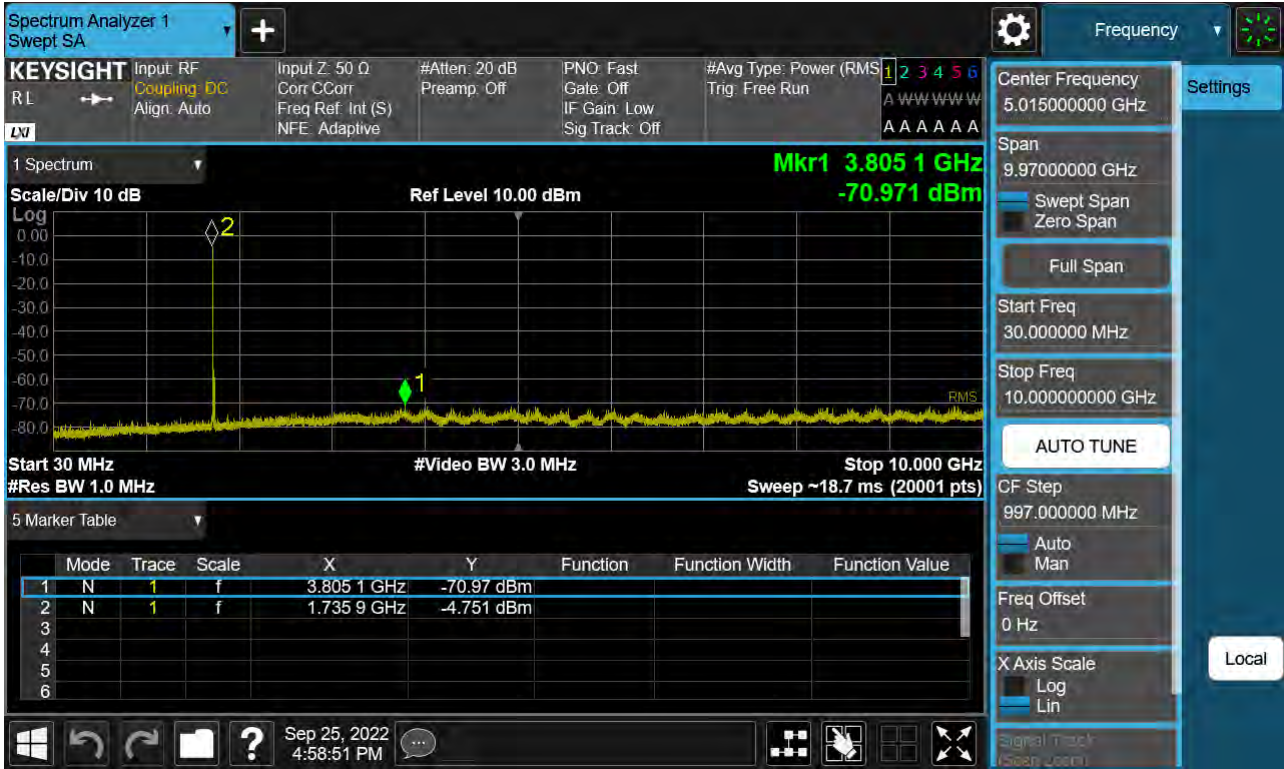 Spectrum Analyzer 1
Swept SA
Frequency
KEYSIGHT
R L
LXI
Input: RF
Coupling: DC
Align: Auto
Input Z: 50 Ω
Corr CCorr
Freq Ref: Int (S)
NFE: Adaptive
#Atten: 20 dB
Preamp: Off
PNO: Fast
Gate: Off
IF Gain: Low
Sig Track: Off
#Avg Type: Power (RMS
Trig: Free Run
1 2 3 4 5 6
A W W W W W
A A A A A A
1 Spectrum
Mkr1 3.805 1 GHz
-70.971 dBm
Scale/Div 10 dB
Ref Level 10.00 dBm
Log
0.00
-10.0
-20.0
-30.0
-40.0
-50.0
-60.0
-70.0
-80.0
2
1
RMS
Start 30 MHz
#Video BW 3.0 MHz
Stop 10.000 GHz
#Res BW 1.0 MHz
Sweep ~18.7 ms (20001 pts)
5 Marker Table
Mode Trace Scale X Y Function Function Width Function Value
1 N 1 f 3.805 1 GHz -70.97 dBm
2 N 1 f 1.735 9 GHz -4.751 dBm
3
4
5
6
Sep 25, 2022
4:58:51 PM
Center Frequency
5.015000000 GHz
Span
9.97000000 GHz
Swept Span
Zero Span
Full Span
Start Freq
30.000000 MHz
Stop Freq
10.000000000 GHz
AUTO TUNE
CF Step
997.000000 MHz
Auto
Man
Freq Offset
0 Hz
X Axis Scale
Log
Lin
Signal Track
(Span Zoom)
Settings
Local